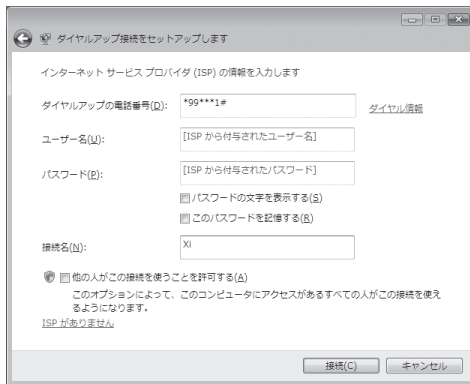 ダイヤルアップ接続をセットアップします
インターネット サービス プロバイダ (ISP) の情報を入力します
ダイヤルアップの電話番号(D): *99***1# ダイヤル情報
ユーザー名(U): [ISP から付与されたユーザー名]
パスワード(P): [ISP から付与されたパスワード]
パスワードの文字を表示する(S)
このパスワードを記憶する(R)
接続名(N): Xi
他の人がこの接続を使うことを許可する(A)
このオプションによって、このコンピュータにアクセスがあるすべての人がこの接続を使え
るようになります。
ISP がありません
接続(C) キャンセル